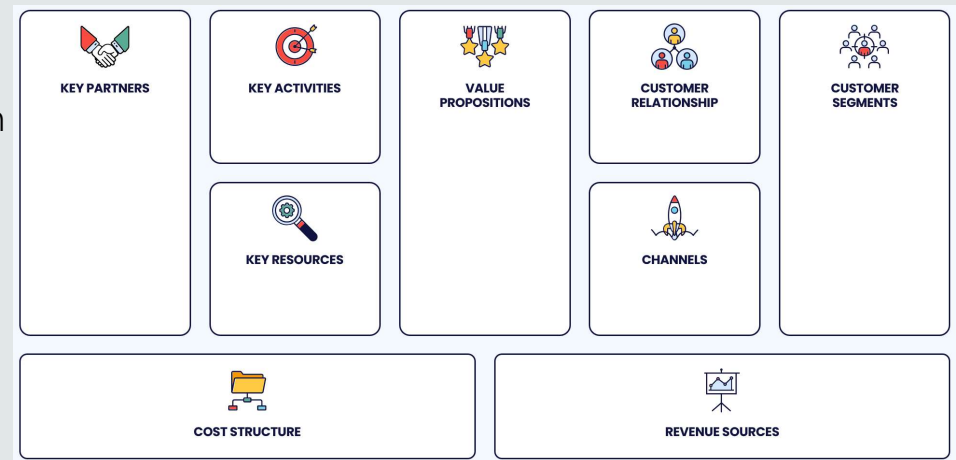 KEY PARTNERS
KEY ACTIVITIES
VALUE
PROPOSITIONS
CUSTOMER
RELATIONSHIP
CUSTOMER
SEGMENTS
KEY RESOURCES
CHANNELS
COST STRUCTURE
REVENUE SOURCES